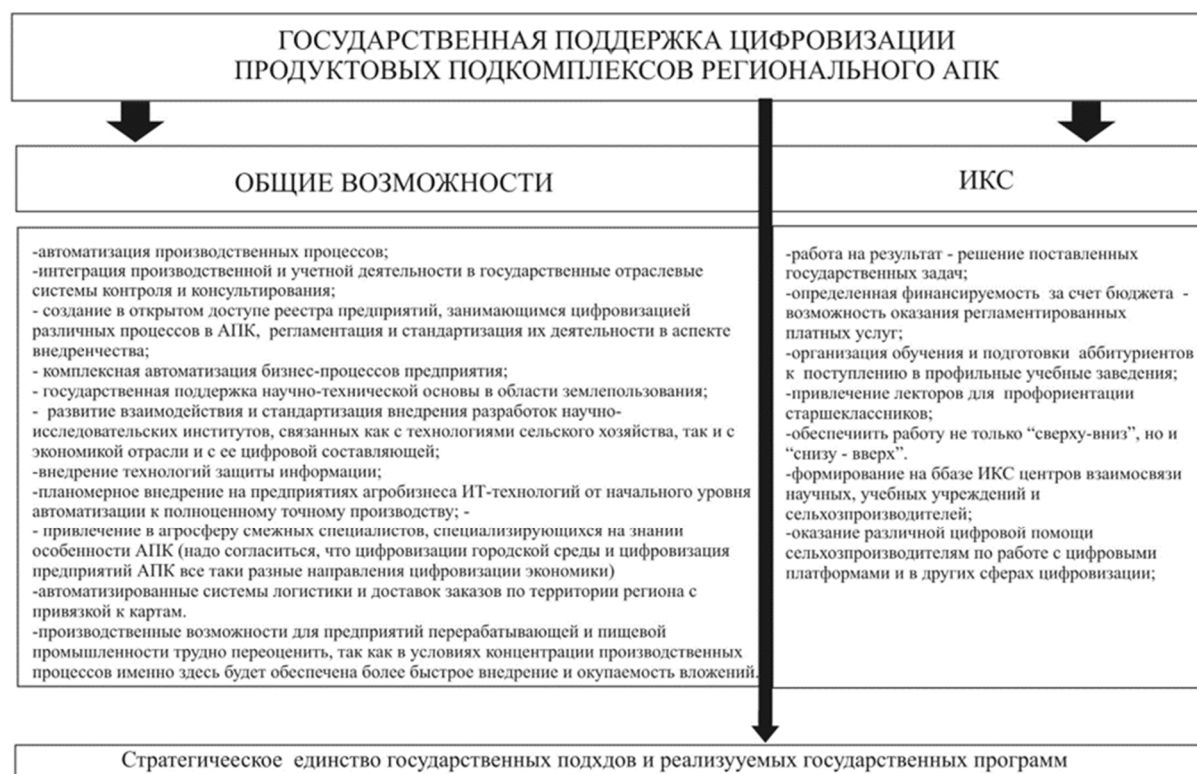 ГОСУДАРСТВЕННАЯ ПОДДЕРЖКА ЦИФРОВИЗАЦИИ
ПРОДУКТОВЫХ ПОДКОМПЛЕКСОВ РЕГИОНАЛЬНОГО АПК
ОБЩИЕ ВОЗМОЖНОСТИ
-автоматизация производственных процессов;
-интеграция производственной и учетной деятельности в государственные отраслевые
системы контроля и консультирования;
- создание в открытом доступе реестра предприятий, занимающимся цифровизацией
различных процессов в АПК, регламентация и стандартизация их деятельности в аспекте
внедренчества;
- комплексная автоматизация бизнес-процессов предприятия;
- государственная поддержка научно-технической основы в области землепользования;
- развитие взаимодействия и стандартизация внедрения разработок научно-
исследовательских институтов, связанных как с технологиями сельского хозяйства, так и с
экономикой отрасли и с ее цифровой составляющей;
-внедрение технологий защиты информации;
-планомерное внедрение на предприятиях агробизнеса ИТ-технологий от начального уровня
автоматизации к полноценному точному производству; -
- привлечение в агросферу смежных специалистов, специализирующихся на знании
особенности АПК (надо согласиться, что цифровизации городской среды и цифровизация
предприятий АПК все таки разные направления цифровизации экономики)
-автоматизированные системы логистики и доставок заказов по территории региона с
привязкой к картам.
-производственные возможности для предприятий перерабатывающей и пищевой
промышленности трудно переоценить, так как в условиях концентрации производственных
процессов именно здесь будет обеспечена более быстрое внедрение и окупаемость вложений.
ИКС
-работа на результат - решение поставленных
государственных задач;
-определенная финансируемость за счет бюджета -
возможность оказания регламентированных
платных услуг;
-организация обучения и подготовки аббитуриентов
к поступлению в профильные учебные заведения;
-привлечение лекторов для профориентации
старшеклассников;
-обеспечиить работу не только “сверху-вниз”, но и
“снизу - вверх”.
-формирование на ббазе ИКС центров взаимосвязи
научных, учебных учреждений и
сельхозпроизводителей;
-оказание различной цифровой помощи
сельхозпроизводителям по работе с цифровыми
платформами и в других сферах цифровизации;
Стратегичееское единство государственных подхдов и реализууемых государственных программ